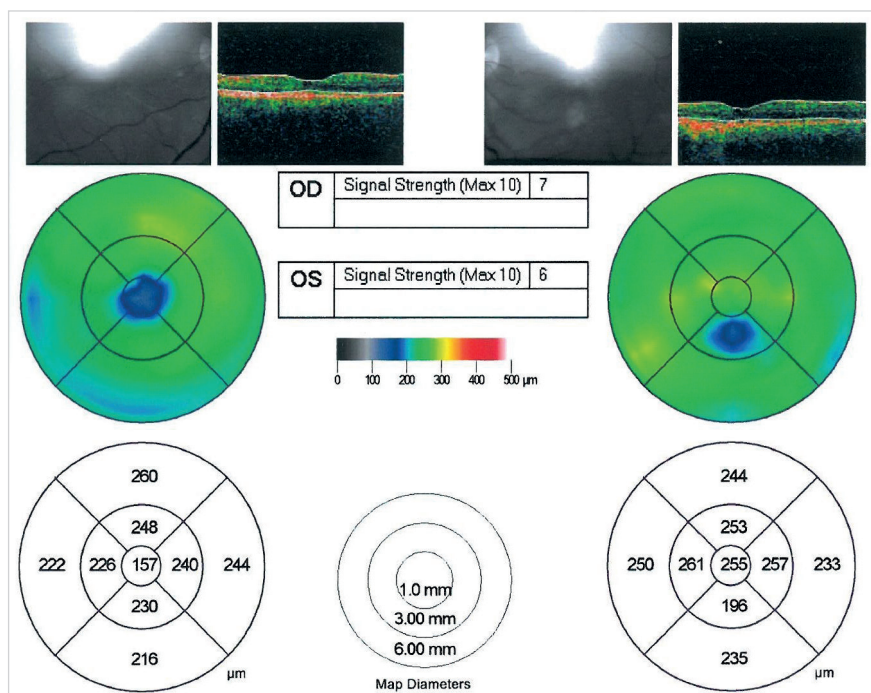 OD Signal Strength (Max 10) 7
OS Signal Strength (Max 10) 6
0 100 200 300 400 500 µm
260
248
222 226 157 240 244
230
216
µm
1.0 mm
3.00 mm
6.00 mm
Map Diameters
244
253
250 261 255 257 233
196
235
µm